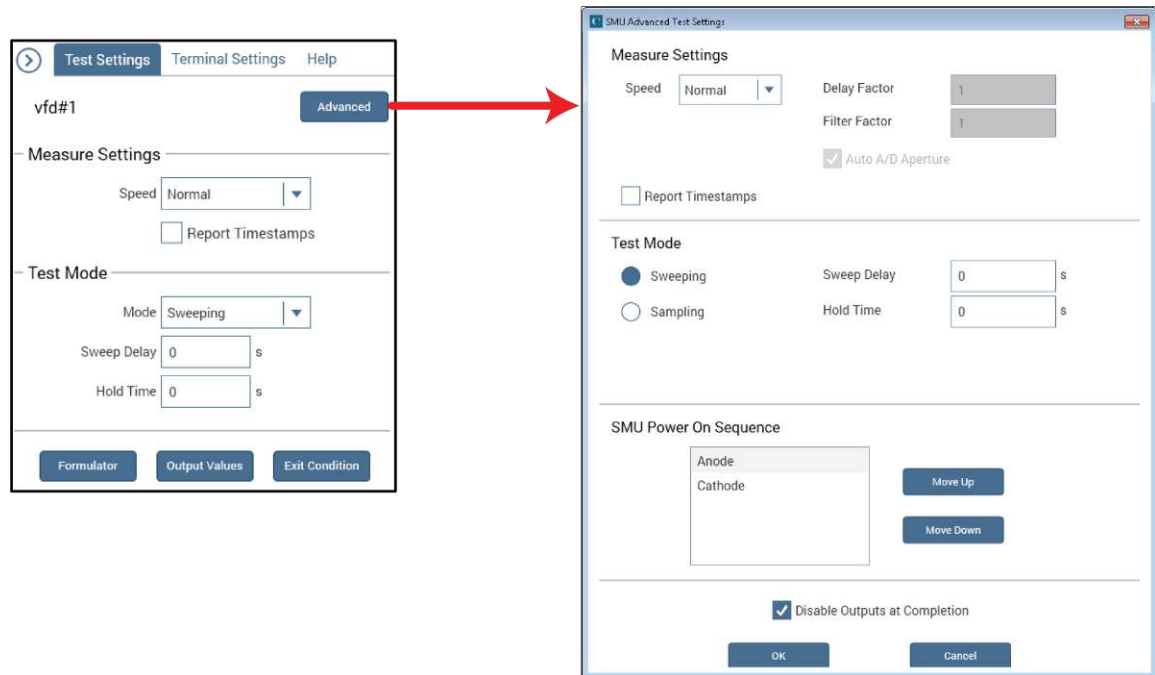 Test Settings Terminal Settings Help
vfd#1 Advanced
Measure Settings
Speed Normal
Report Timestamps
Test Mode
Mode Sweeping
Sweep Delay 0 s
Hold Time 0 s
Formulator Output Values Exit Condition
SMU Advanced Test Settings
Measure Settings
Speed Normal Delay Factor 1
Filter Factor 1
Auto A/D Aperture
Report Timestamps
Test Mode
Sweeping Sweep Delay 0 s
Sampling Hold Time 0 s
SMU Power On Sequence
Anode
Cathode
Move Up
Move Down
Disable Outputs at Completion
OK Cancel